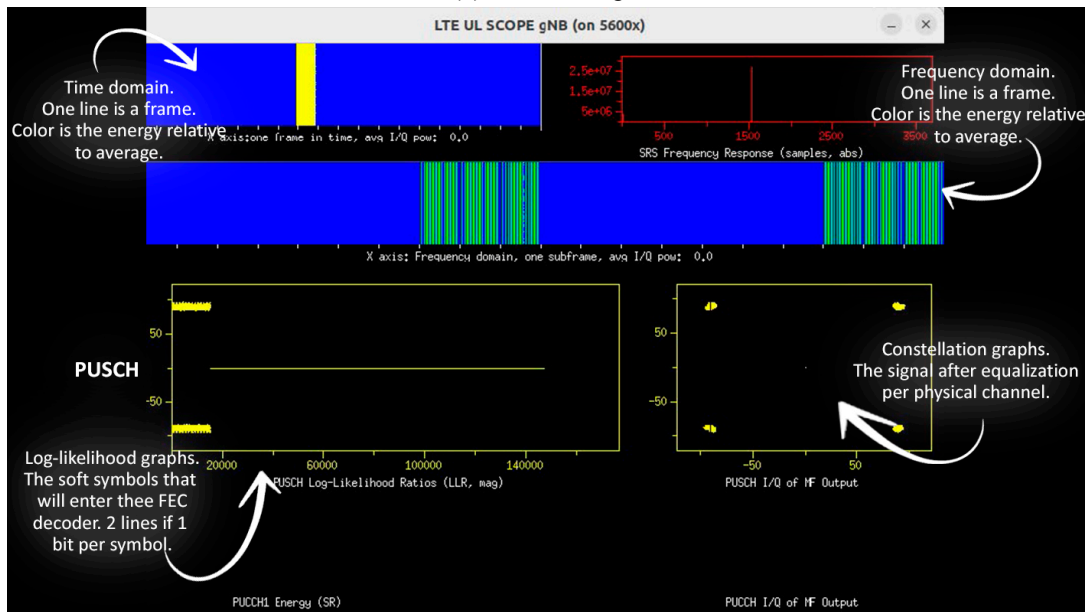 LTE UL SCOPE gNB (on 5600x)
Time domain.
One line is a frame.
Color is the energy relative
to average.
X axis:one frame in time, avg I/Q pow: 0.0
2.5e+07
1.5e+07
5e+06
500 1500 2500 3500
SRS Frequency Response (samples, abs)
Frequency domain.
One line is a frame.
Color is the energy relative
to average.
X axis: Frequency domain, one subframe, avg I/Q pow: 0.0
PUSCH
50
-50
20000 60000 100000 140000
PUSCH Log-Likelihood Ratios (LLR, mag)
Log-likelihood graphs.
The soft symbols that
will enter thee FEC
decoder. 2 lines if 1
bit per symbol.
50
-50
-50 50
PUSCH I/Q of MF Output
Constellation graphs.
The signal after equalization
per physical channel.
PUCCH1 Energy (SR)
PUCCH I/Q of MF Output